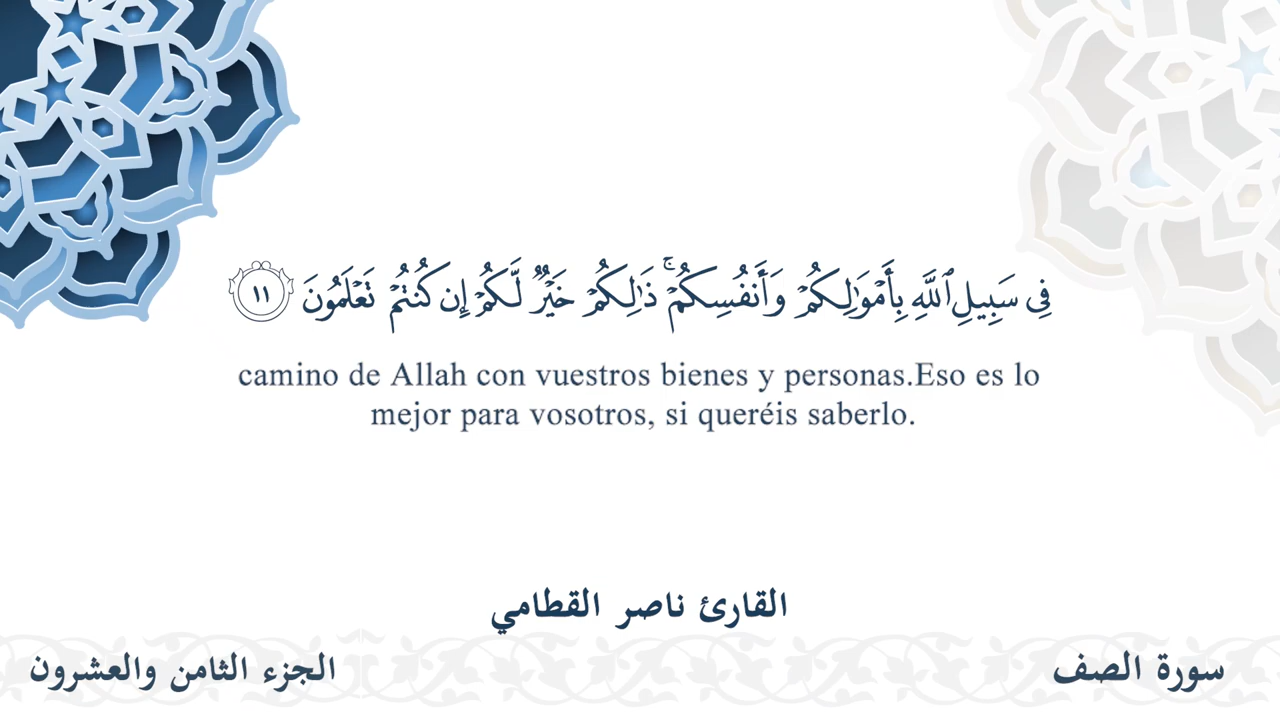 فِي سَبِيلِ ٱللَّهِ بِأَمْوَٰلِكُمْ وَأَنفُسِكُمْ ۚ ذَٰلِكُمْ خَيْرٌ لَّكُمْ إِن كُنتُمْ تَعْلَمُونَ ١١
camino de Allah con vuestros bienes y personas.Eso es lo
mejor para vosotros, si queréis saberlo.
القارئ ناصر القطامي
سورة الصف
الجزء الثامن والعشرون